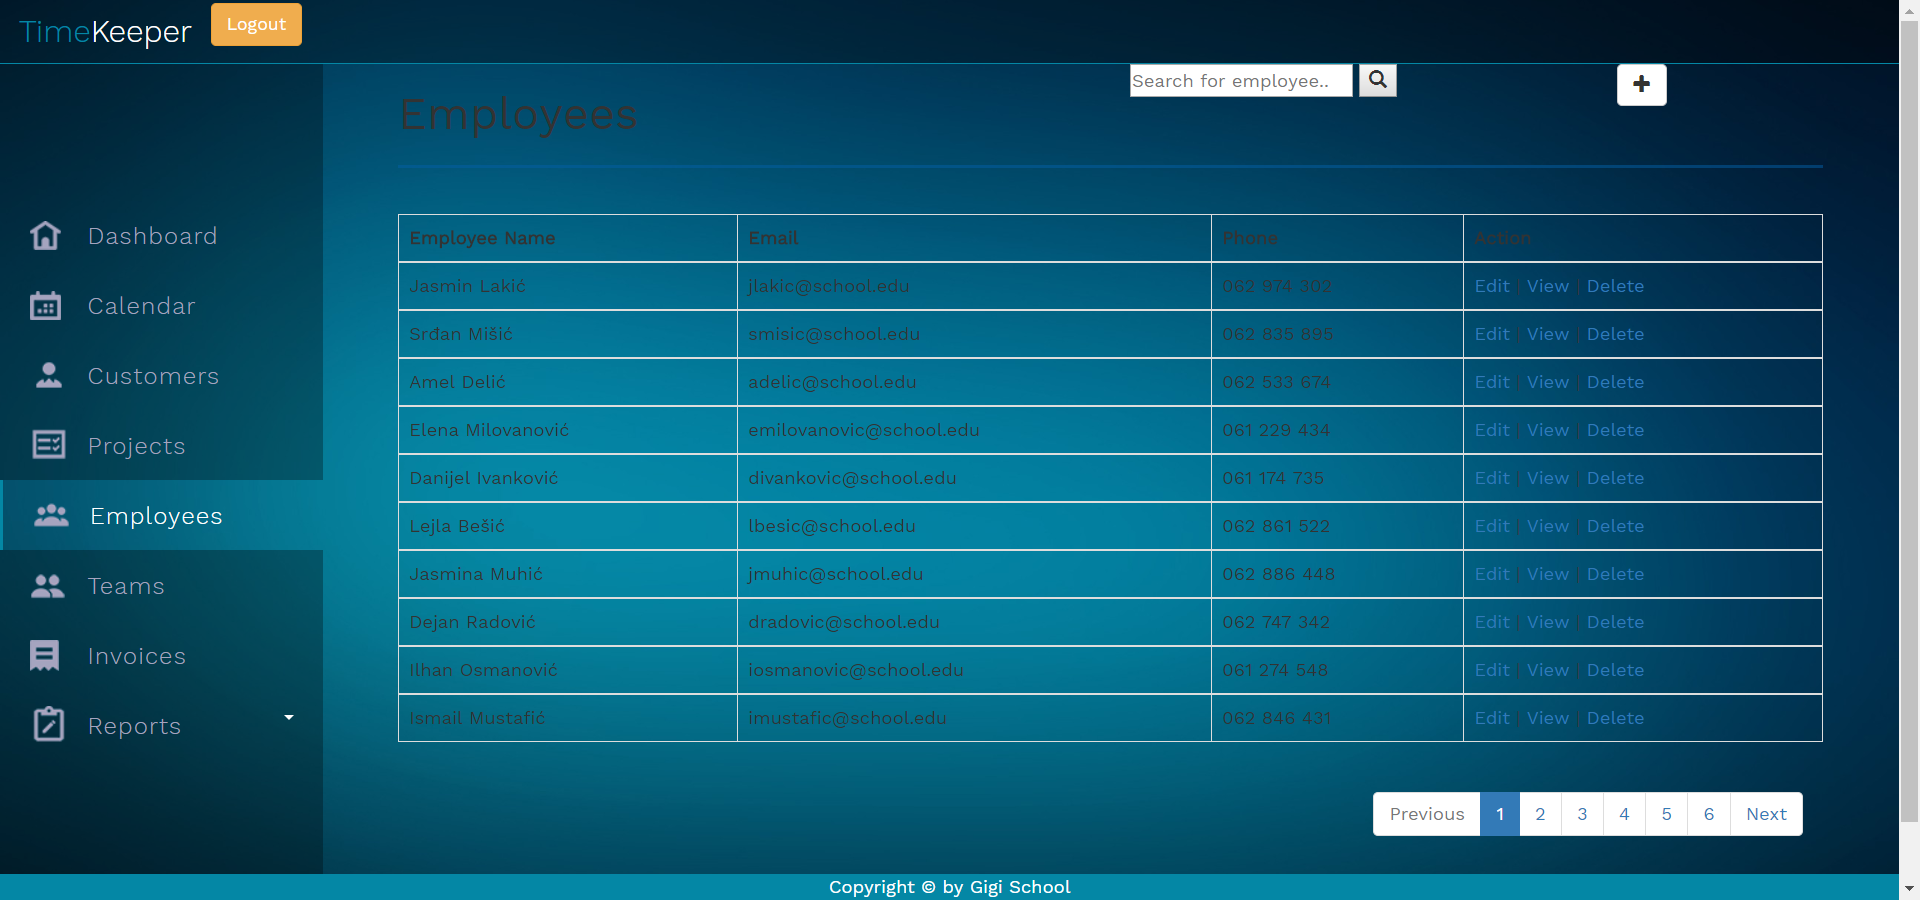 TimeKeeper Logout
Search for employee..
Employees
Dashboard
Calendar
Customers
Projects
Employees
Teams
Invoices
Reports
Employee Name Email Phone Action
Jasmin Lakić jlakic@school.edu 062 974 302 Edit | View | Delete
Srđan Mišić smisic@school.edu 062 835 895 Edit | View | Delete
Amel Delić adelic@school.edu 062 533 674 Edit | View | Delete
Elena Milovanović emilovanovic@school.edu 061 229 434 Edit | View | Delete
Danijel Ivanković divankovic@school.edu 061 174 735 Edit | View | Delete
Lejla Bešić lbesic@school.edu 062 861 522 Edit | View | Delete
Jasmina Muhić jmuhic@school.edu 062 886 448 Edit | View | Delete
Dejan Radović dradovic@school.edu 062 747 342 Edit | View | Delete
Ilhan Osmanović iosmanovic@school.edu 061 274 548 Edit | View | Delete
Ismail Mustafić imustafic@school.edu 062 846 431 Edit | View | Delete
Previous 1 2 3 4 5 6 Next
Copyright © by Gigi School